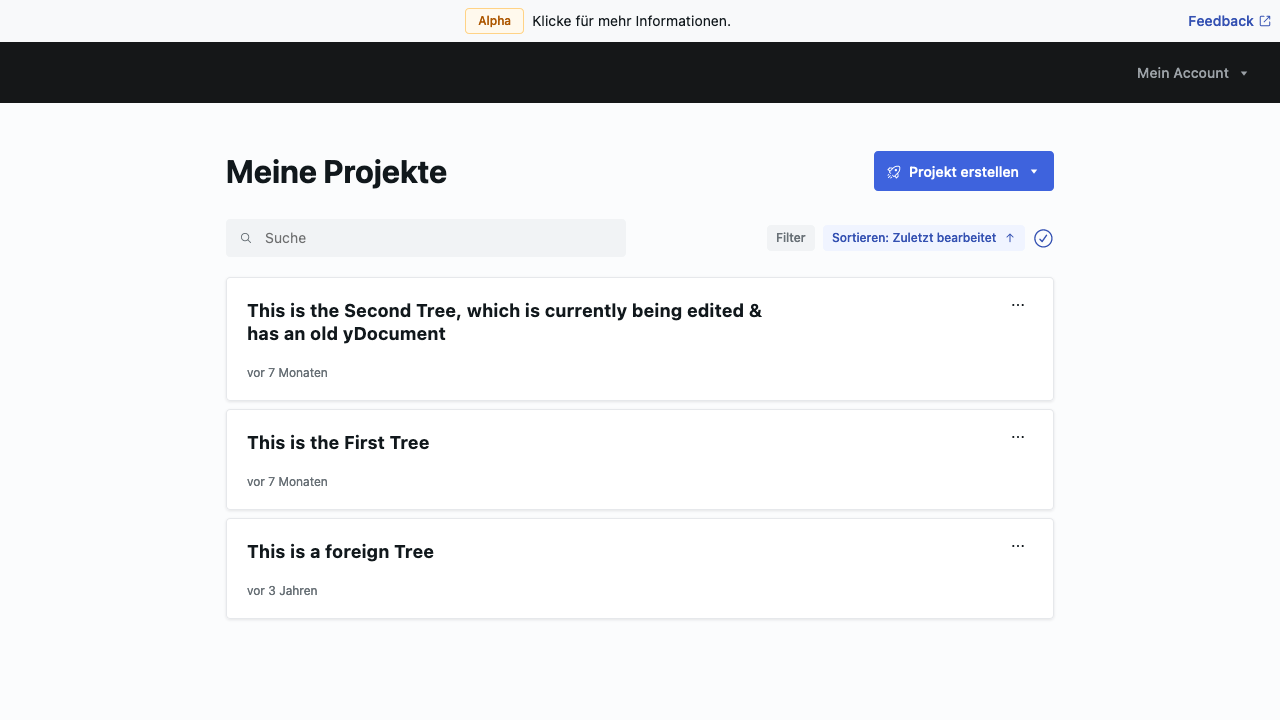 Alpha Klicke für mehr Informationen. Feedback
Mein Account
Meine Projekte Projekt erstellen
Suche Filter Sortieren: Zuletzt bearbeitet
This is the Second Tree, which is currently being edited &
has an old yDocument
vor 7 Monaten
This is the First Tree
vor 7 Monaten
This is a foreign Tree
vor 3 Jahren